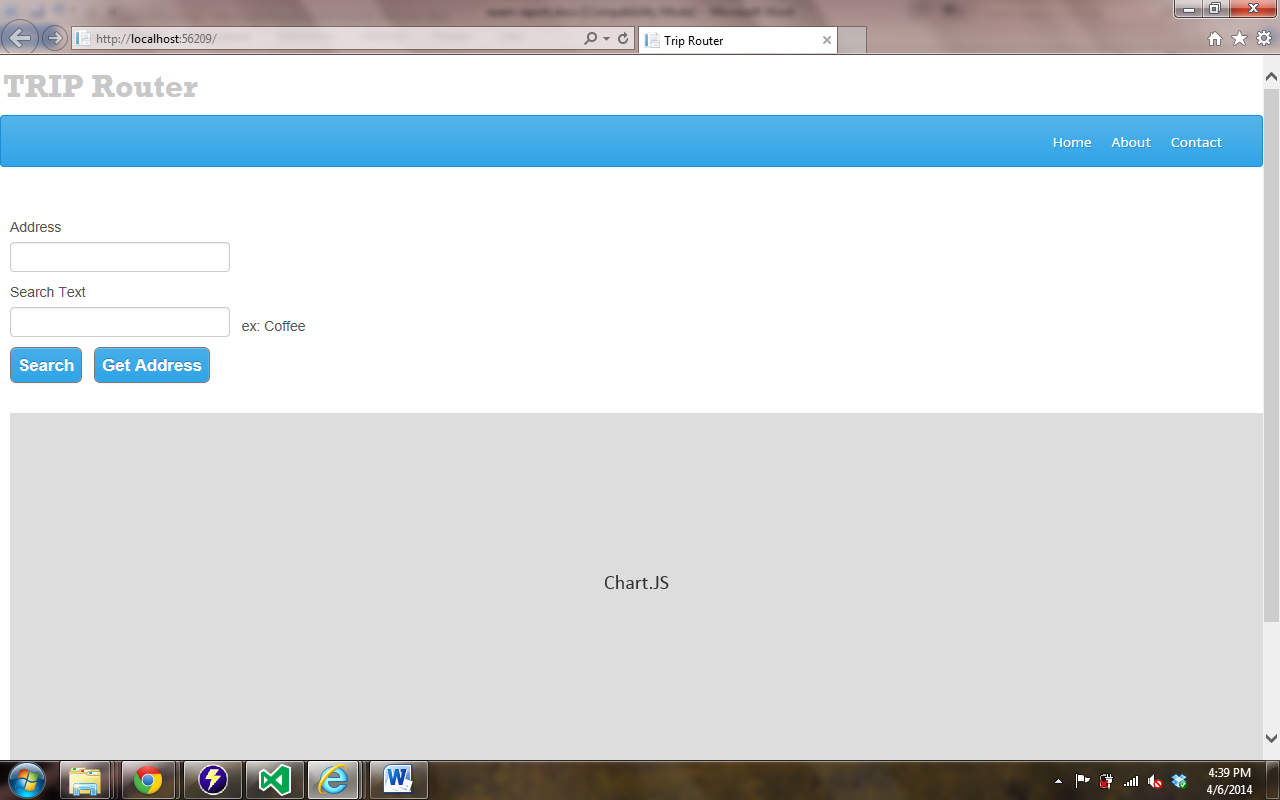 http://localhost:56209/
Trip Router
TRIP Router
Home About Contact
Address
Search Text
ex: Coffee
Search Get Address
Chart.JS
4:39 PM
4/6/2014